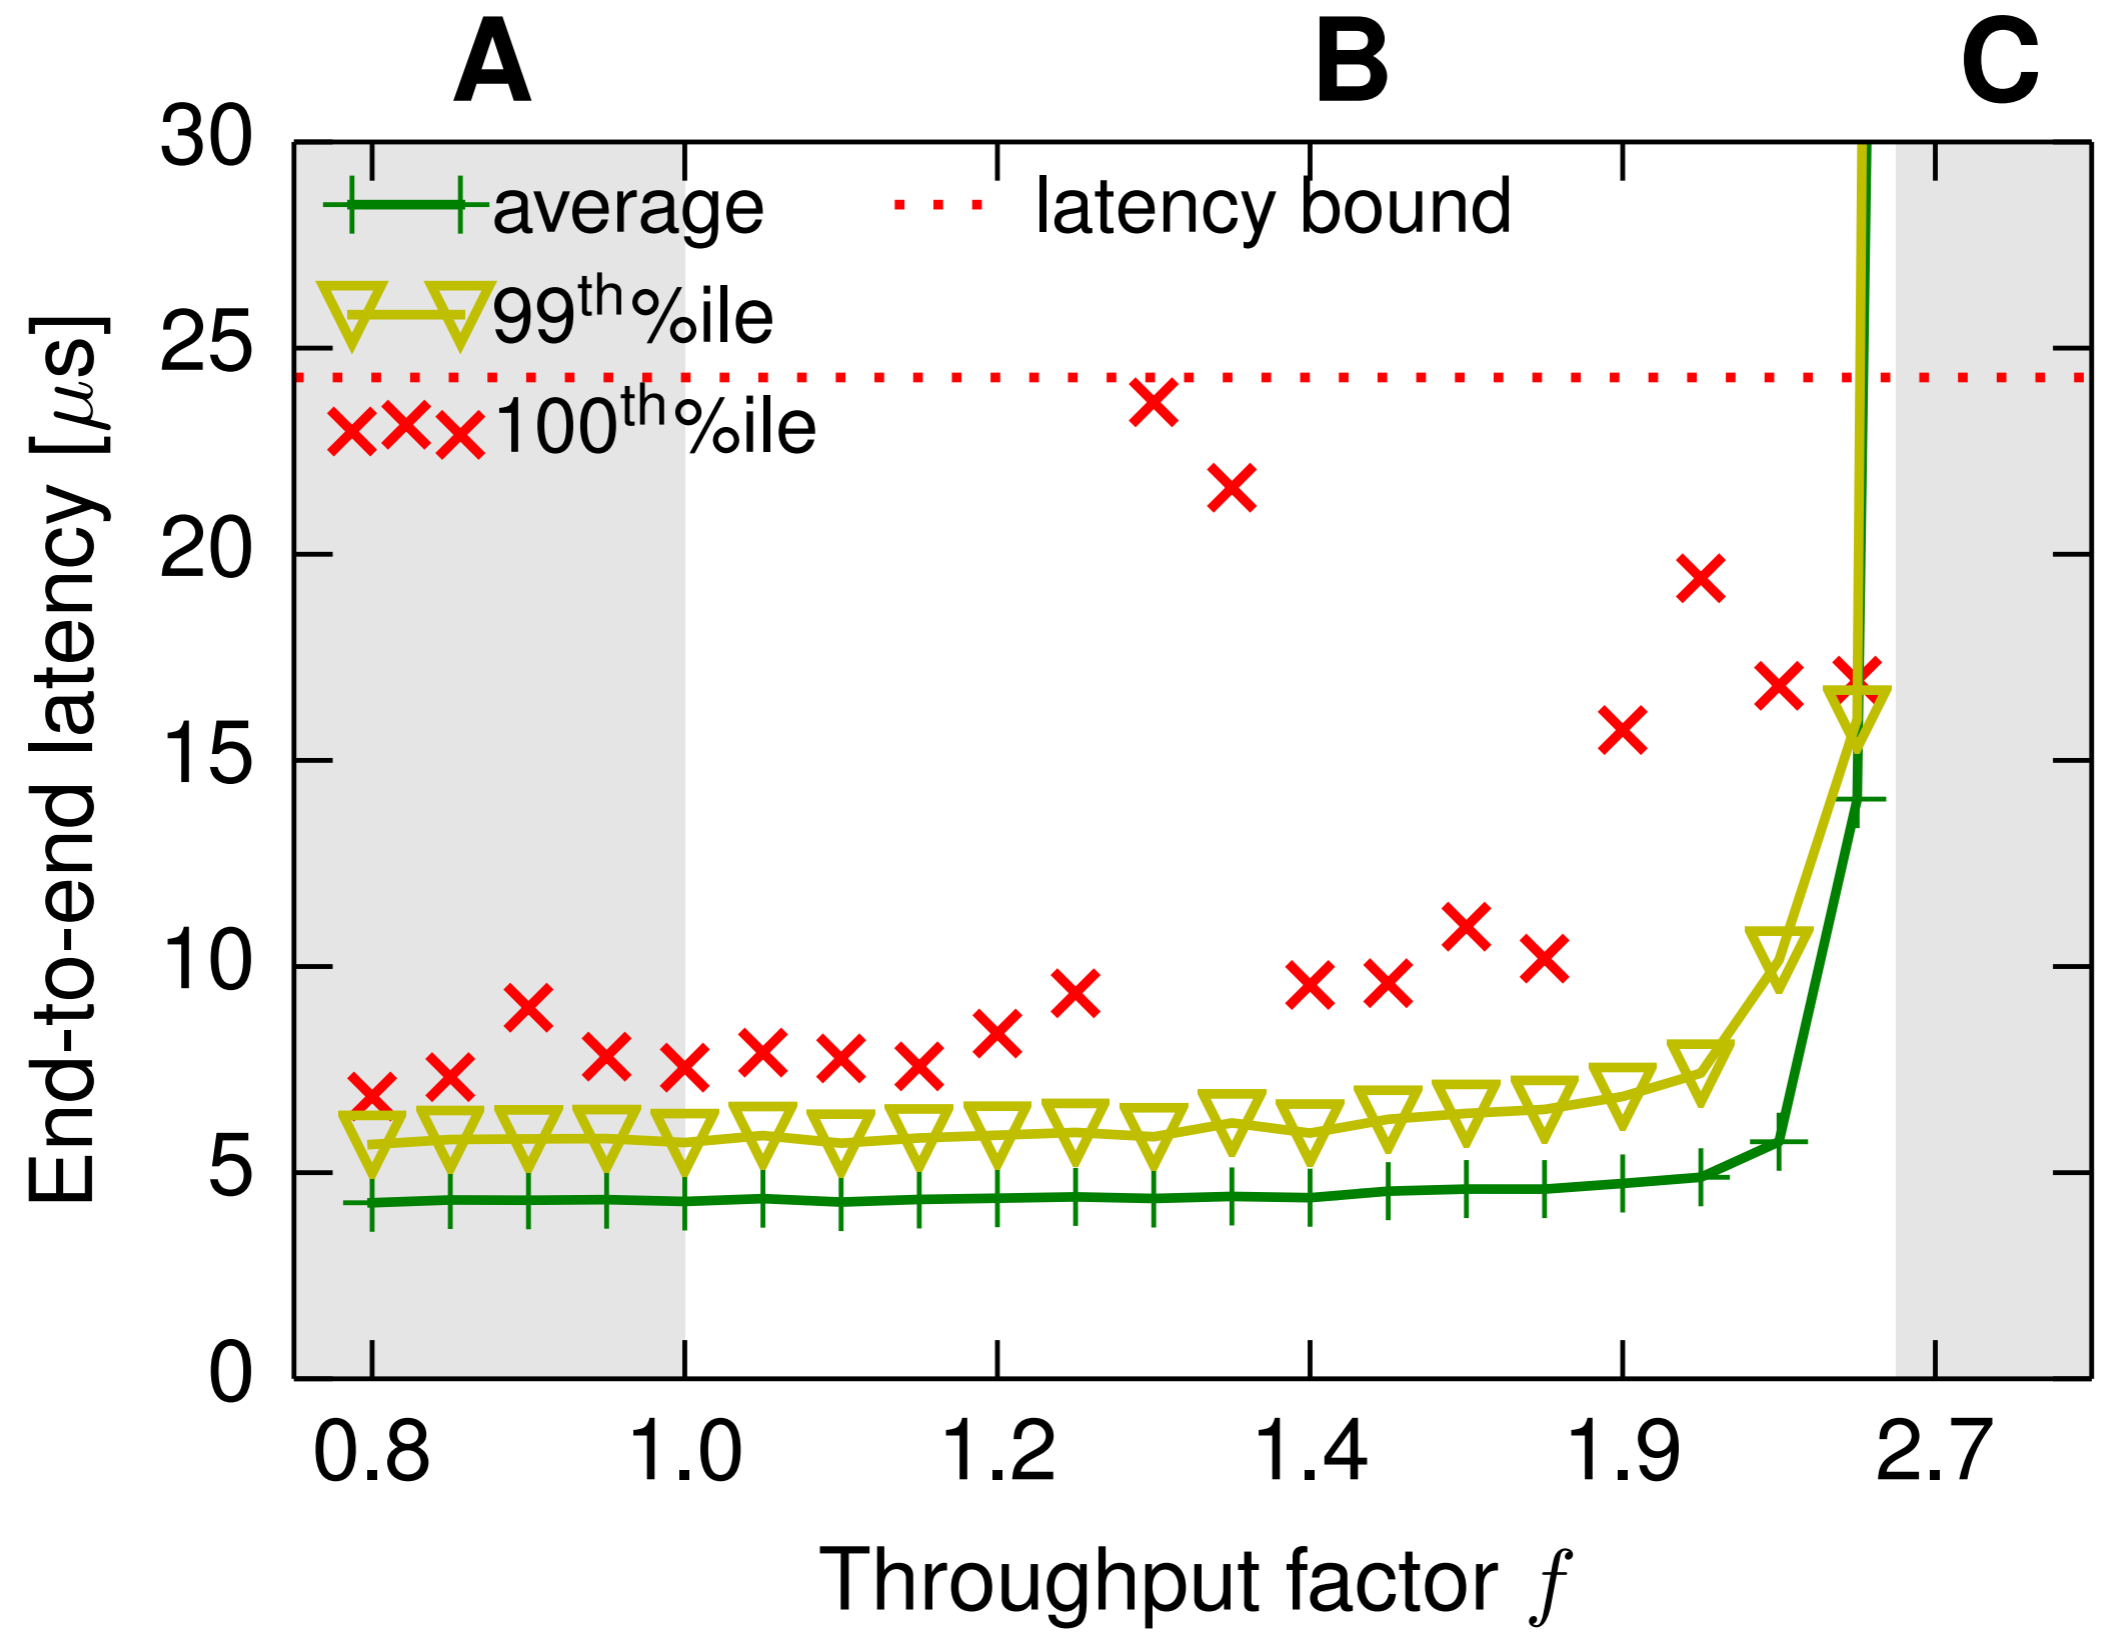 A B C
30
25
20
15
10
5
0
End-to-end latency [μs]
average
latency bound
99th%ile
100th%ile
0.8 1.0 1.2 1.4 1.9 2.7
Throughput factor f